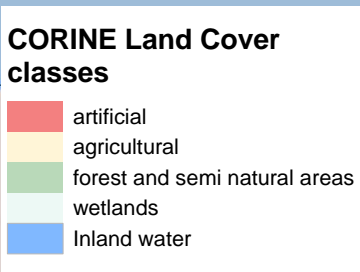 CORINE Land Cover
classes
artificial
agricultural
forest and semi natural areas
wetlands
Inland water